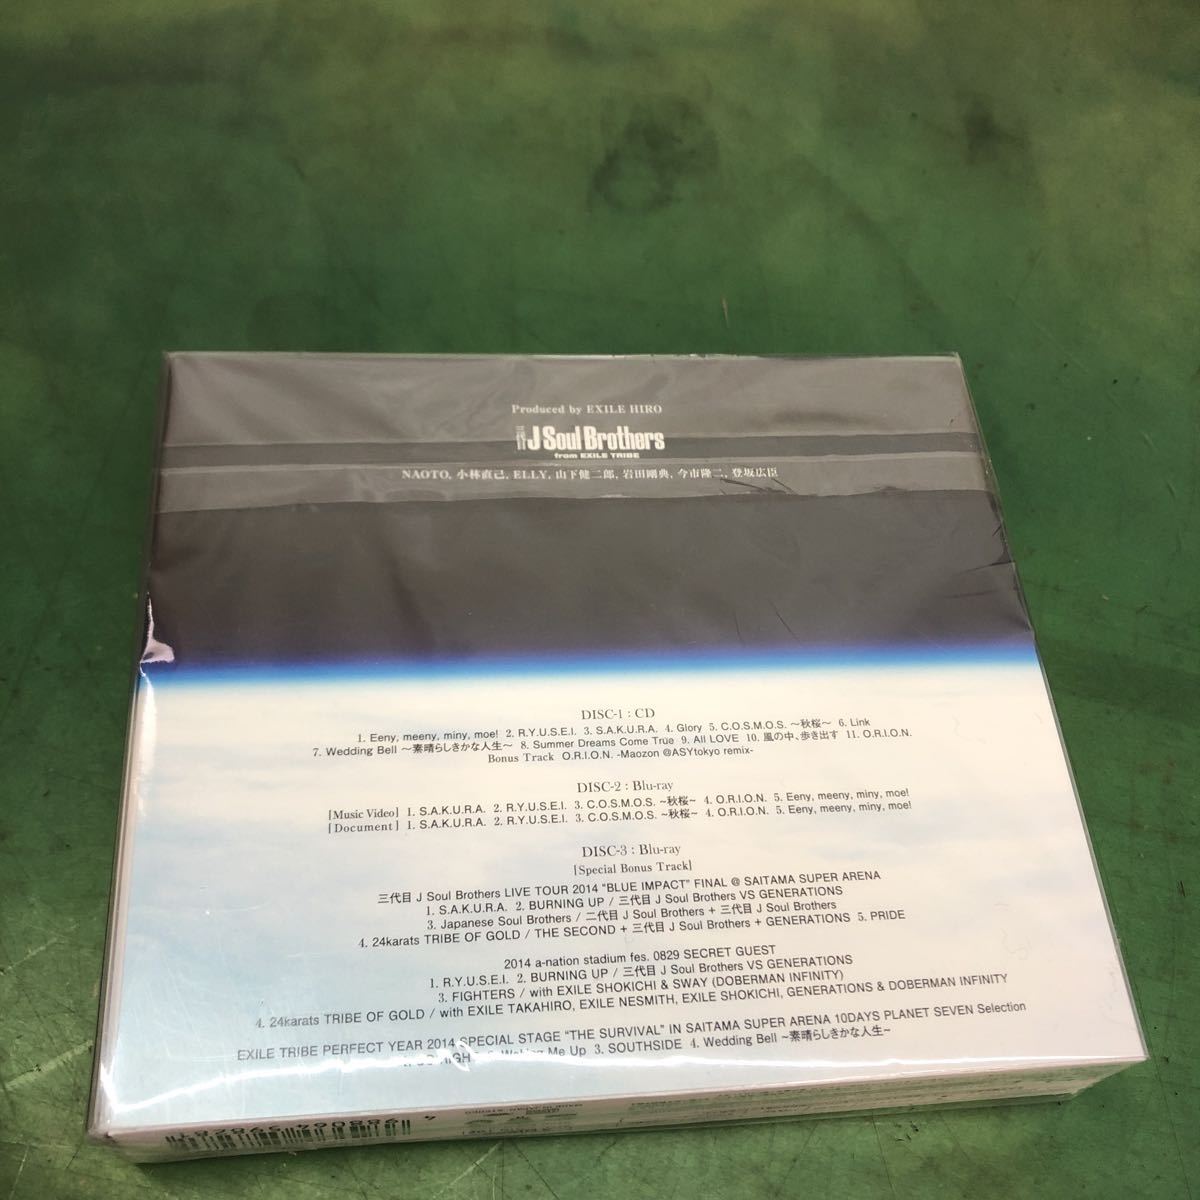 Produced by EXILE HIRO
三代目 J Soul Brothers
from EXILE TRIBE
NAOTO, 小林直己, ELLY, 山下健二郎, 岩田剛典, 今市隆二, 登坂広臣
DISC-1 : CD
1. Eeny, meeny, miny, moe! 2. R.Y.U.S.E.I. 3. S.A.K.U.R.A. 4. Glory 5. C.O.S.M.O.S. ～秋桜～ 6. Link
7. Wedding Bell ～素晴らしきかな人生～ 8. Summer Dreams Come True 9. All LOVE 10. 風の中、歩き出す 11. O.R.I.O.N.
Bonus Track O.R.I.O.N. -Maozon @ASYtokyo remix-
DISC-2 : Blu-ray
[Music Video] 1. S.A.K.U.R.A. 2. R.Y.U.S.E.I. 3. C.O.S.M.O.S. ～秋桜～ 4. O.R.I.O.N. 5. Eeny, meeny, miny, moe!
[Document] 1. S.A.K.U.R.A. 2. R.Y.U.S.E.I. 3. C.O.S.M.O.S. ～秋桜～ 4. O.R.I.O.N. 5. Eeny, meeny, miny, moe!
DISC-3 : Blu-ray
[Special Bonus Track]
三代目 J Soul Brothers LIVE TOUR 2014 "BLUE IMPACT" FINAL @ SAITAMA SUPER ARENA
1. S.A.K.U.R.A. 2. BURNING UP / 三代目 J Soul Brothers VS GENERATIONS
3. Japanese Soul Brothers / 二代目 J Soul Brothers + 三代目 J Soul Brothers
4. 24karats TRIBE OF GOLD / THE SECOND + 三代目 J Soul Brothers + GENERATIONS 5. PRIDE
2014 a-nation stadium fes. 0829 SECRET GUEST
1. R.Y.U.S.E.I. 2. BURNING UP / 三代目 J Soul Brothers VS GENERATIONS
3. FIGHTERS / with EXILE SHOKICHI & SWAY (DOBERMAN INFINITY)
4. 24karats TRIBE OF GOLD / with EXILE TAKAHIRO, EXILE NESMITH, EXILE SHOKICHI, GENERATIONS & DOBERMAN INFINITY
EXILE TRIBE PERFECT YEAR 2014 SPECIAL STAGE "THE SURVIVAL" IN SAITAMA SUPER ARENA 10DAYS PLANET SEVEN Selection
Me Up 3. SOUTHSIDE 4. Wedding Bell ～素晴らしきかな人生～